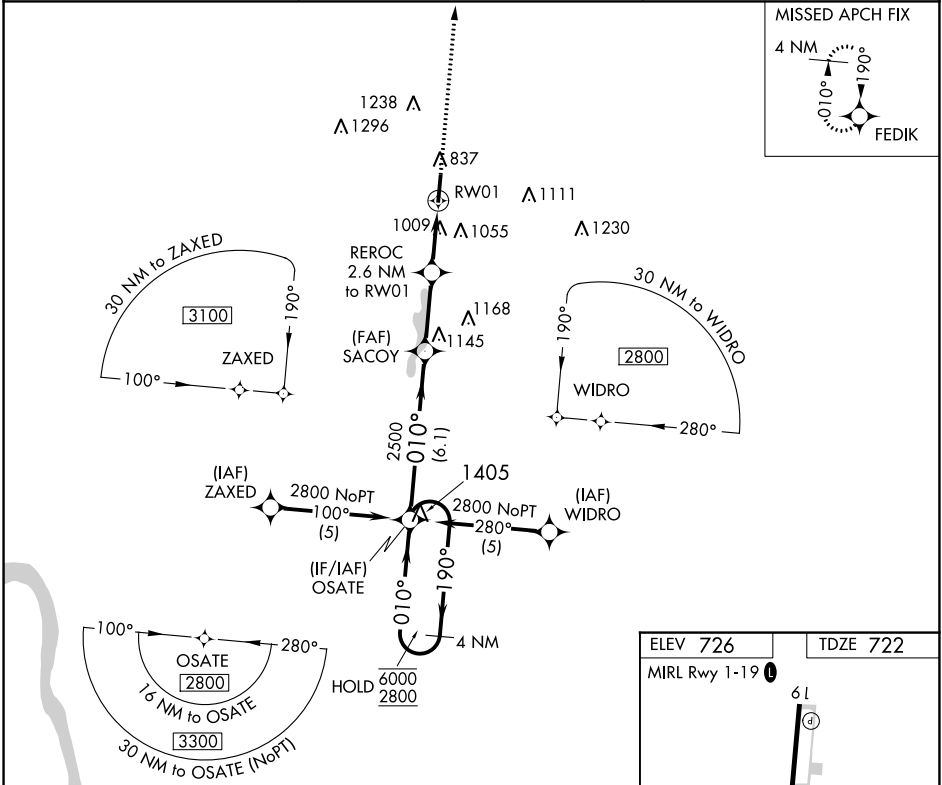 MISSED APCH FIX
4 NM
010°
190°
FEDIK
1238
1296
837
RW01
1111
1009
1055
1230
REROC
2.6 NM
to RW01
1168
(FAF)
SACOY
1145
30 NM to ZAXED
3100
190°
ZAXED
100°
30 NM to WIDRO
190°
2800
WIDRO
280°
2500
010°
(6.1)
1405
(IAF)
ZAXED
2800 NoPT
100°
(5)
2800 NoPT
280°
(5)
(IAF)
WIDRO
(IF/IAF)
OSATE
010°
190°
4 NM
HOLD 6000
2800
100°
280°
OSATE
2800
16 NM to OSATE
3300
30 NM to OSATE (NoPT)
ELEV 726
TDZE 722
MIRL Rwy 1-19 L
19
P